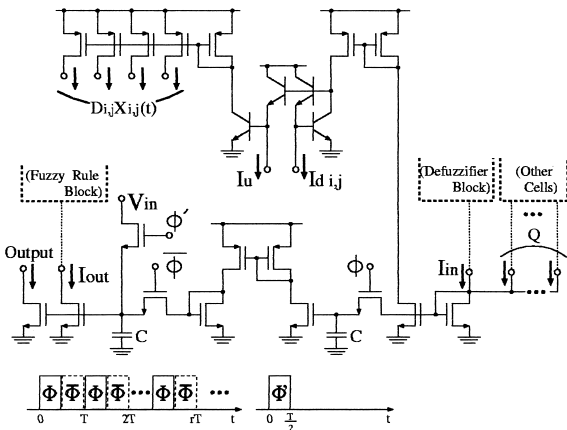 Di,jXi,j(t)
Iu
Id i,j
(Fuzzy Rule
Block)
(Defuzzifier
Block)
(Other
Cells)
Vin
Φ′
Q
Output
Iout
Φ̅
Φ
Iin
C
C
Φ Φ̅ Φ Φ̅ ••• Φ Φ̅ •••
0 T 2T rT t
Φ′
0 T/2 t